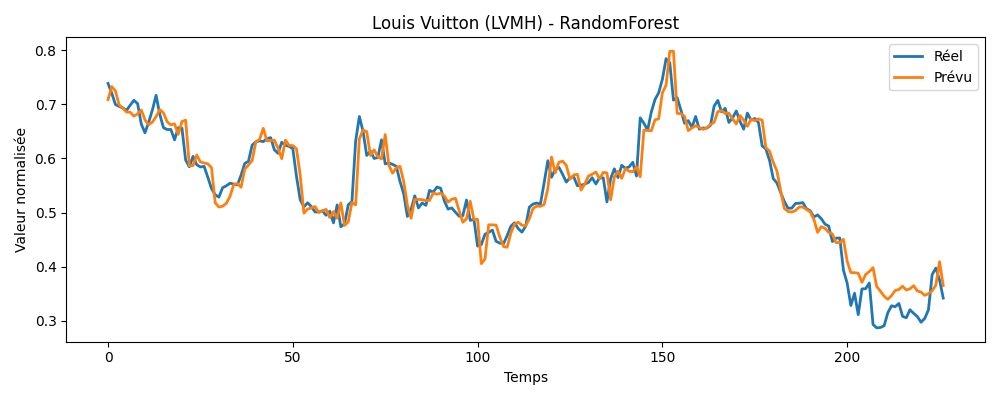 Louis Vuitton (LVMH) - RandomForest
Valeur normalisée
0.8
0.7
0.6
0.5
0.4
0.3
Réel
Prévu
0 50 100 150 200
Temps